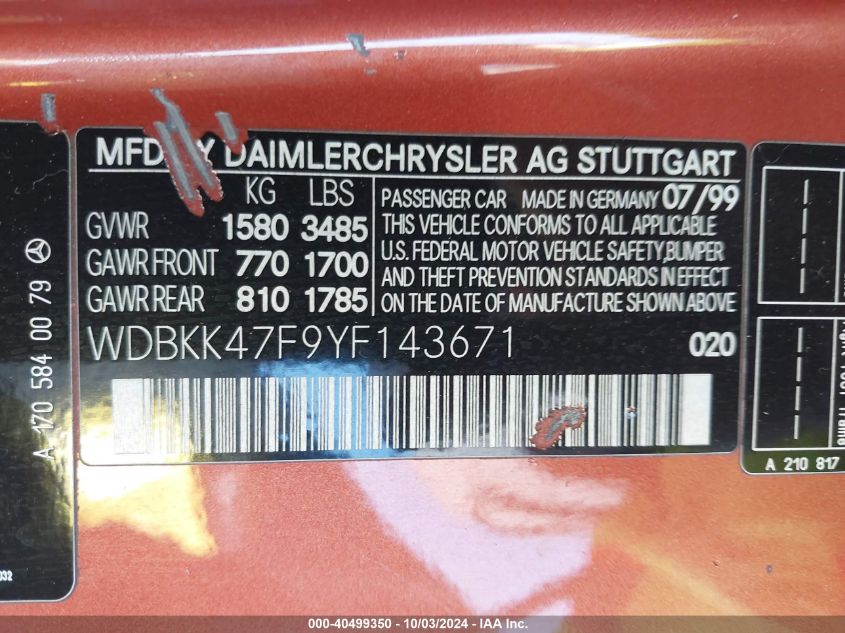 MFD. BY DAIMLERCHRYSLER AG STUTTGART
KG LBS
GVWR 1580 3485
GAWR FRONT 770 1700
GAWR REAR 810 1785
PASSENGER CAR MADE IN GERMANY 07/99
THIS VEHICLE CONFORMS TO ALL APPLICABLE
U.S. FEDERAL MOTOR VEHICLE SAFETY,BUMPER
AND THEFT PREVENTION STANDARDS IN EFFECT
ON THE DATE OF MANUFACTURE SHOWN ABOVE
WDBKK47F9YF143671 020
A 170 584 00 79
A 210 817
032
000-40499350 - 10/03/2024 - IAA Inc.